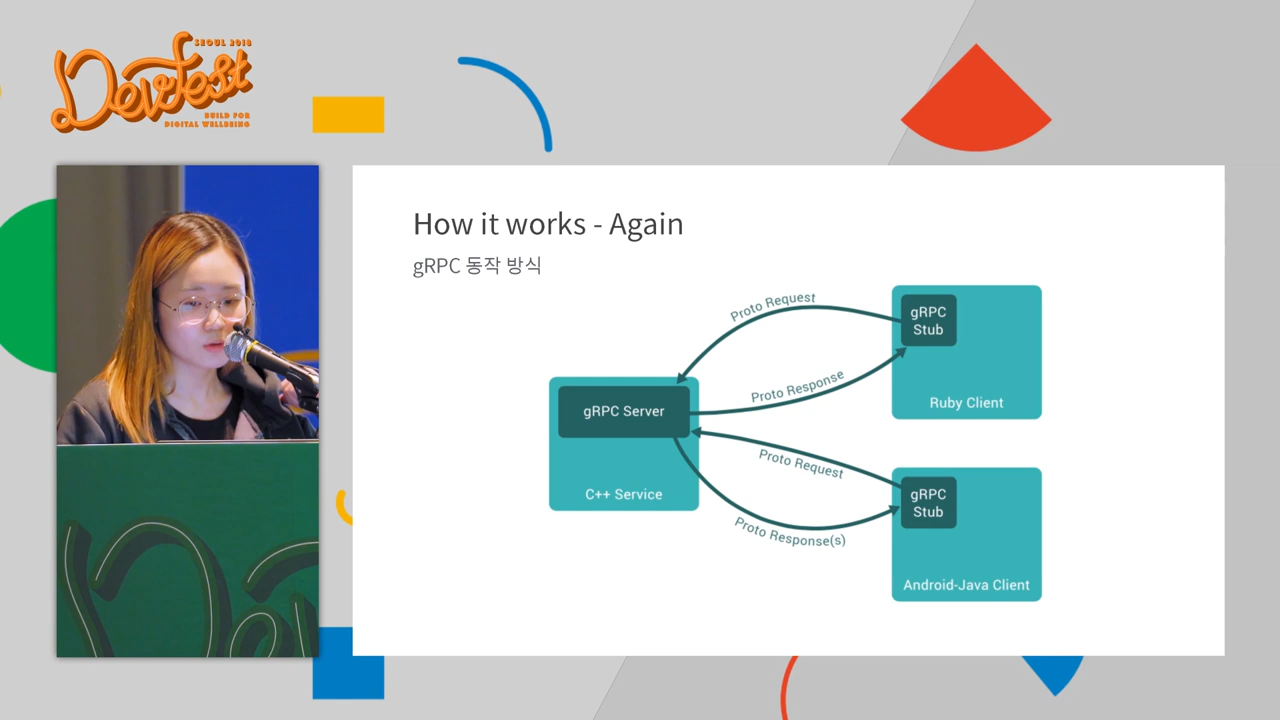 SEOUL 2018
DevFest
BUILD FOR
DIGITAL WELLBEING
How it works - Again
gRPC 동작 방식
Proto Request
gRPC
Stub
Proto Response
Ruby Client
gRPC Server
C++ Service
Proto Request
gRPC
Stub
Proto Response(s)
Android-Java Client
De